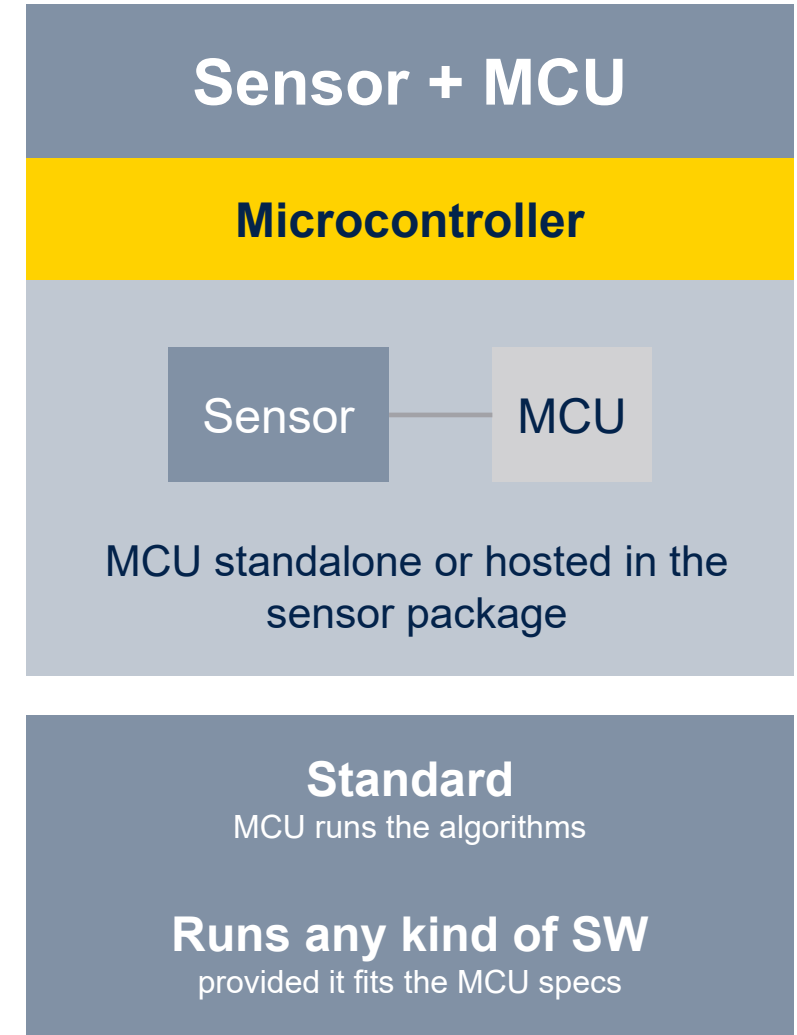 Sensor + MCU
Microcontroller
Sensor
MCU
MCU standalone or hosted in the
sensor package
Standard
MCU runs the algorithms
Runs any kind of SW
provided it fits the MCU specs